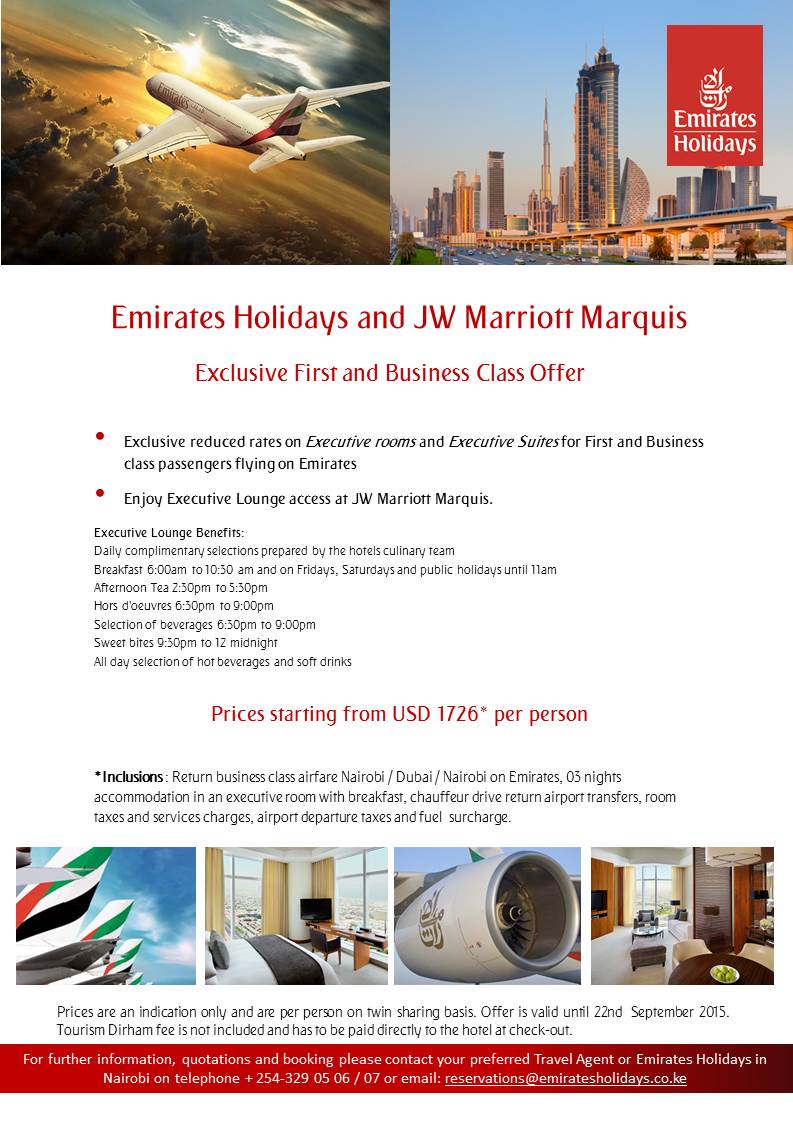 Emirates
Emirates
Holidays
Emirates Holidays and JW Marriott Marquis
Exclusive First and Business Class Offer
• Exclusive reduced rates on Executive rooms and Executive Suites for First and Business
class passengers flying on Emirates
• Enjoy Executive Lounge access at JW Marriott Marquis.
Executive Lounge Benefits:
Daily complimentary selections prepared by the hotels culinary team
Breakfast 6:00am to 10:30 am and on Fridays, Saturdays and public holidays until 11am
Afternoon Tea 2:30pm to 5:30pm
Hors d'oeuvres 6:30pm to 9:00pm
Selection of beverages 6:30pm to 9:00pm
Sweet bites 9:30pm to 12 midnight
All day selection of hot beverages and soft drinks
Prices starting from USD 1726* per person
*Inclusions : Return business class airfare Nairobi / Dubai / Nairobi on Emirates, 03 nights
accommodation in an executive room with breakfast, chauffeur drive return airport transfers, room
taxes and services charges, airport departure taxes and fuel surcharge.
Prices are an indication only and are per person on twin sharing basis. Offer is valid until 22nd September 2015.
Tourism Dirham fee is not included and has to be paid directly to the hotel at check-out.
For further information, quotations and booking please contact your preferred Travel Agent or Emirates Holidays in
Nairobi on telephone + 254-329 05 06 / 07 or email: reservations@emiratesholidays.co.ke